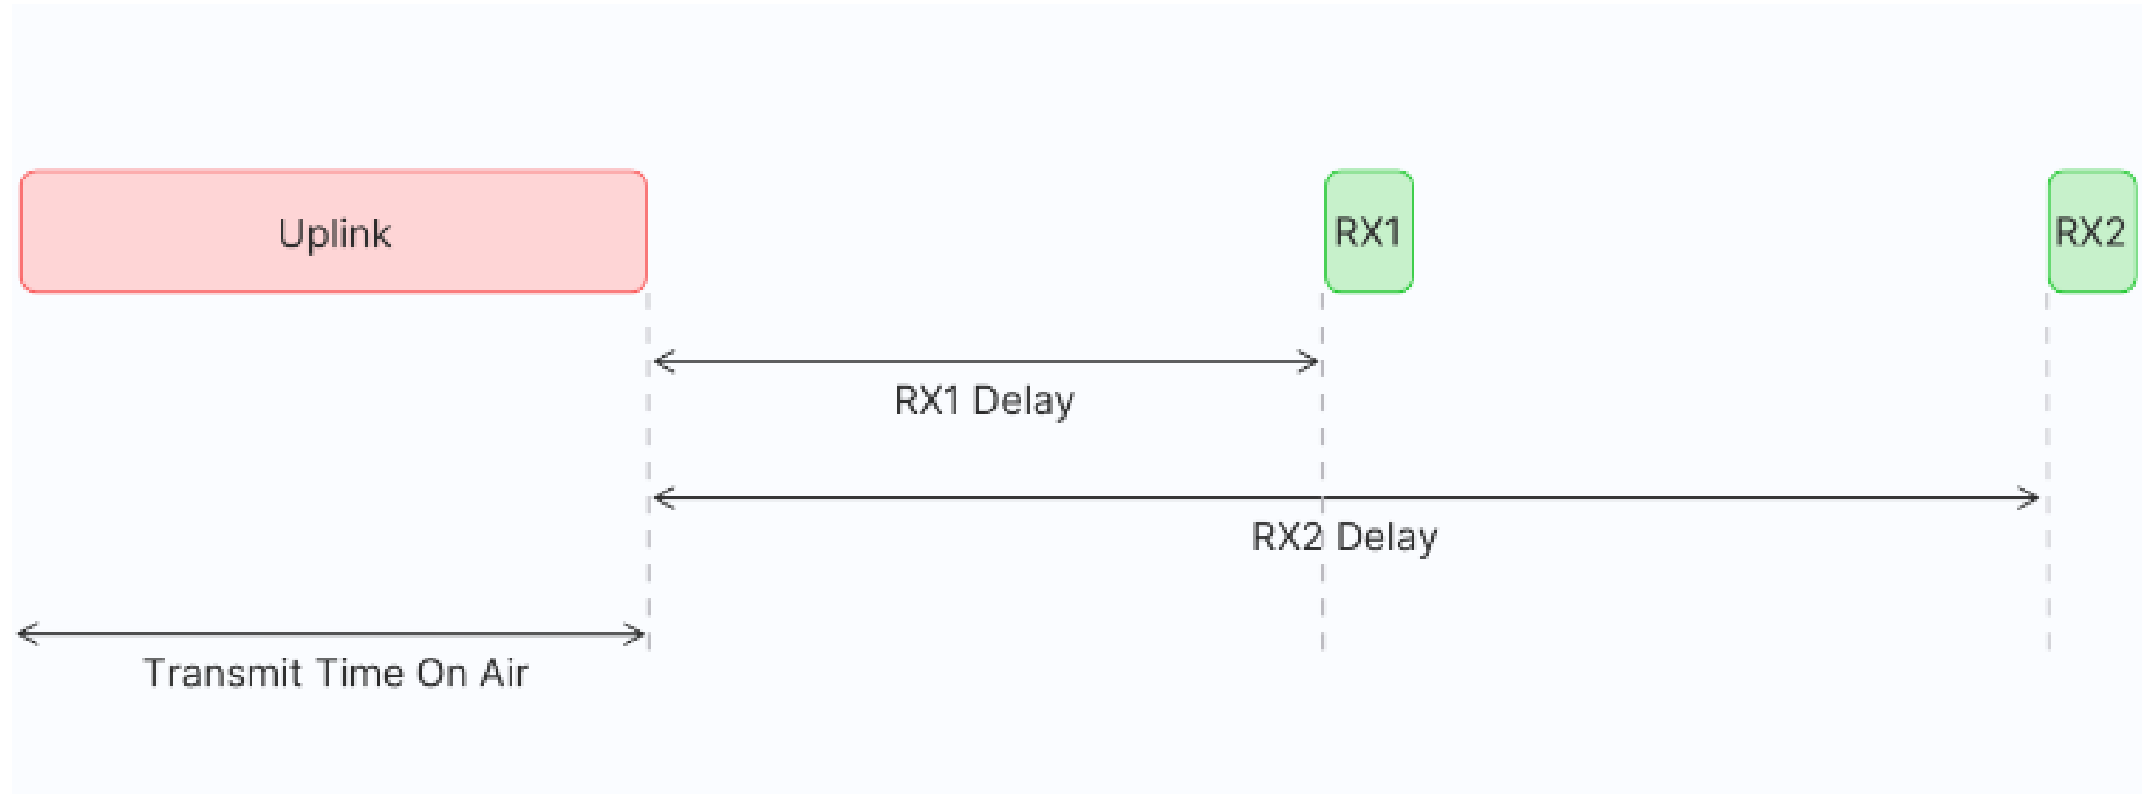 Uplink
RX1
RX2
RX1 Delay
RX2 Delay
Transmit Time On Air